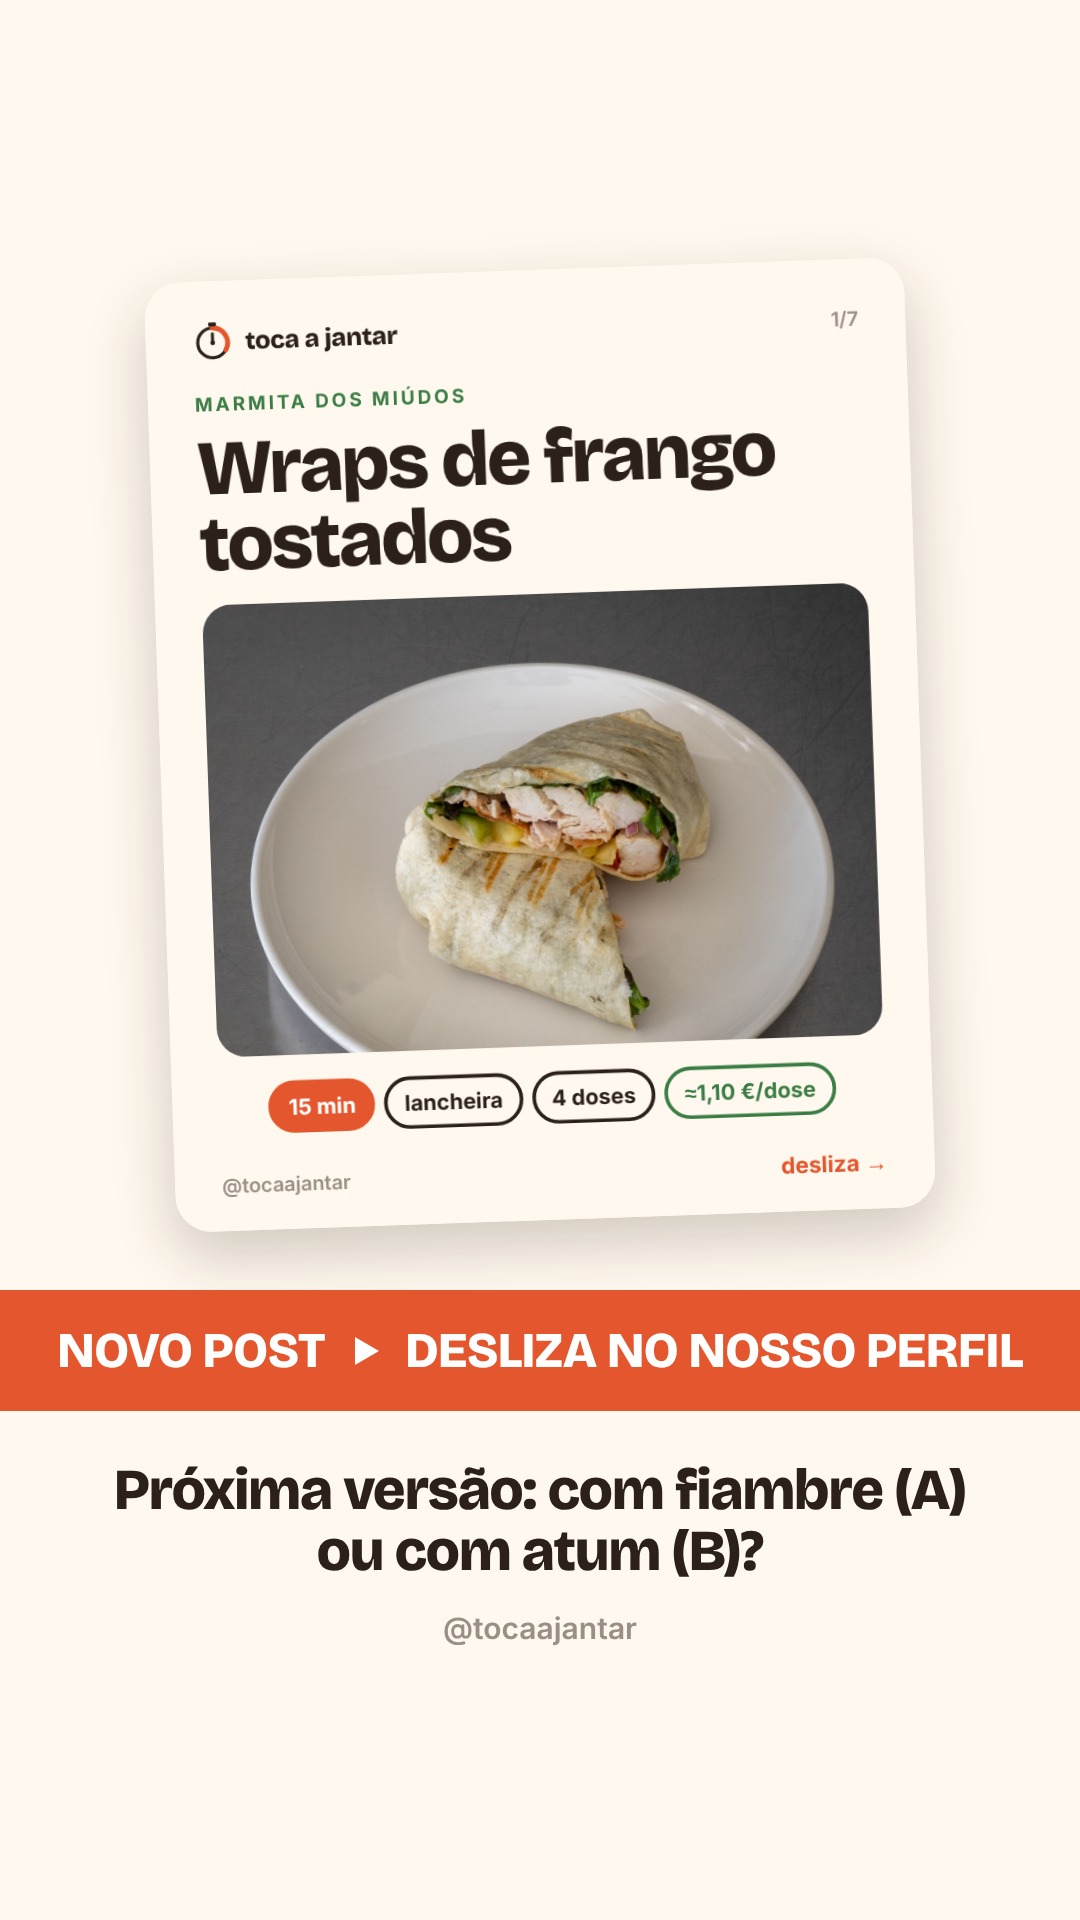 toca a jantar
1/7
MARMITA DOS MIÚDOS
Wraps de frango
tostados
15 min
lancheira
4 doses
≈1,10 €/dose
@tocaajantar
desliza →
NOVO POST ▶ DESLIZA NO NOSSO PERFIL
Próxima versão: com fiambre (A)
ou com atum (B)?
@tocaajantar